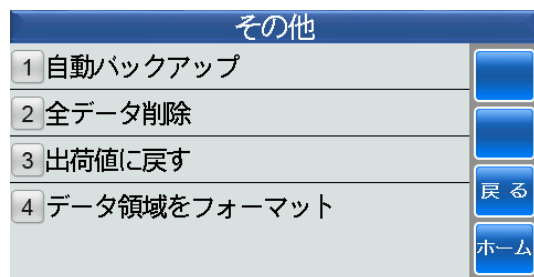 その他
1 自動バックアップ
2 全データ削除
3 出荷値に戻す
4 データ領域をフォーマット
戻る
ホーム